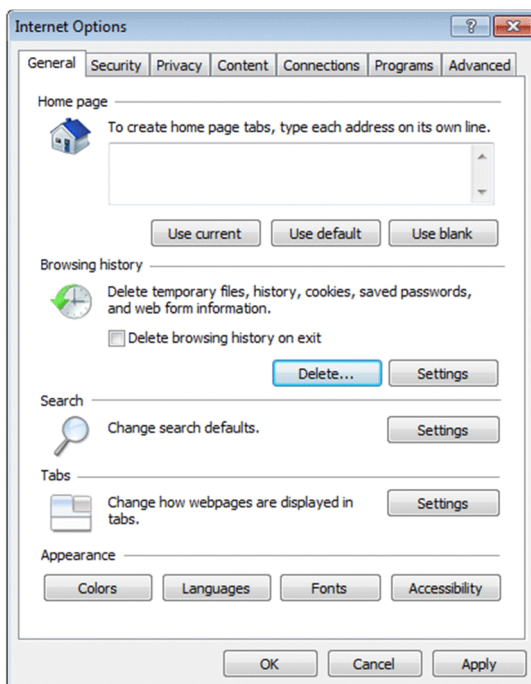 Internet Options
General Security Privacy Content Connections Programs Advanced
Home page
To create home page tabs, type each address on its own line.
Use current Use default Use blank
Browsing history
Delete temporary files, history, cookies, saved passwords,
and web form information.
Delete browsing history on exit
Delete... Settings
Search
Change search defaults. Settings
Tabs
Change how webpages are displayed in Settings
tabs.
Appearance
Colors Languages Fonts Accessibility
OK Cancel Apply